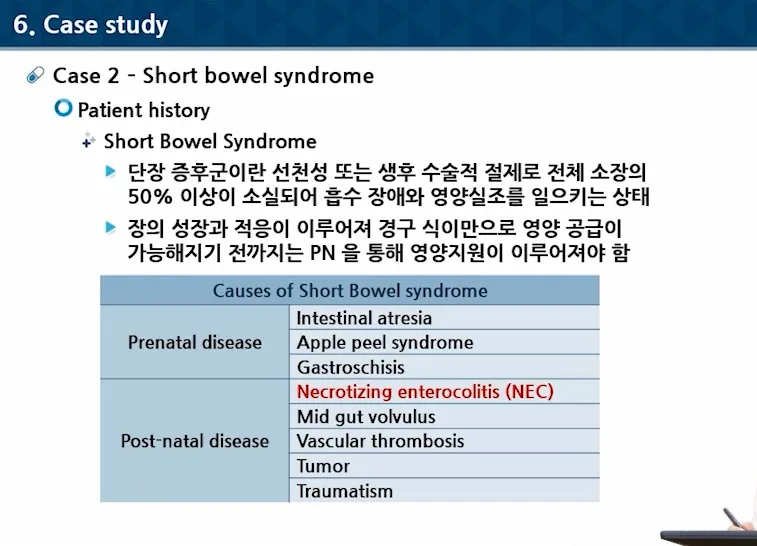 6. Case study
Case 2 - Short bowel syndrome
Patient history
Short Bowel Syndrome
단장 증후군이란 선천성 또는 생후 수술적 절제로 전체 소장의
50% 이상이 소실되어 흡수 장애와 영양실조를 일으키는 상태
장의 성장과 적응이 이루어져 경구 식이만으로 영양 공급이
가능해지기 전까지는 PN 을 통해 영양지원이 이루어져야 함
Causes of Short Bowel syndrome
Prenatal disease
Intestinal atresia
Apple peel syndrome
Gastroschisis
Post-natal disease
Necrotizing enterocolitis (NEC)
Mid gut volvulus
Vascular thrombosis
Tumor
Traumatism